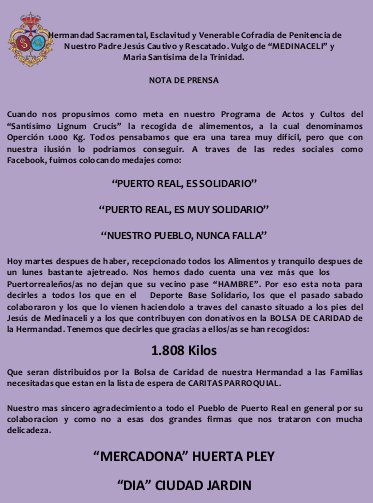 Hermandad Sacramental, Esclavitud y Venerable Cofradía de Penitencia de
Nuestro Padre Jesús Cautivo y Rescatado. Vulgo de “MEDINACELI” y
Maria Santísima de la Trinidad.
NOTA DE PRENSA
Cuando nos propusimos como meta en nuestro Programa de Actos y Cultos del
“Santisimo Lignum Crucis” la recogida de alimentos, a la cual denominamos
Operción 1.000 Kg. Todos pensabamos que era una tarea muy dificil, pero que con
nuestra ilusión lo podriamos conseguir. A traves de las redes sociales como
Facebook, fuimos colocando medajes como:
“PUERTO REAL, ES SOLIDARIO”
“PUERTO REAL, ES MUY SOLIDARIO”
“NUESTRO PUEBLO, NUNCA FALLA”
Hoy martes despues de haber, recepcionado todos los Alimentos y tranquilo despues de
un lunes bastante ajetreado. Nos hemos dado cuenta una vez más que los
Puertorrealeños/as no dejan que su vecino pase “HAMBRE”. Por eso esta nota para
decirles a todos los que en el Deporte Base Solidario, los que el pasado sabado
colaboraron y los que lo vienen haciendolo a traves del canasto situado a los pies del
Jesús de Medinaceli y a los que contribuyen con donativos en la BOLSA DE CARIDAD de
la Hermandad. Tenemos que decirles que gracias a ellos/as se han recogidos:
1.808 Kilos
Que seran distribuidos por la Bolsa de Caridad de nuestra Hermandad a las Familias
necesitadas que estan en la lista de espera de CARITAS PARROQUIAL.
Nuestro mas sincero agradecimiento a todo el Pueblo de Puerto Real en general por su
colaboracion y como no a esas dos grandes firmas que nos trataron con mucha
delicadeza.
“MERCADONA” HUERTA PLEY
“DIA” CIUDAD JARDIN